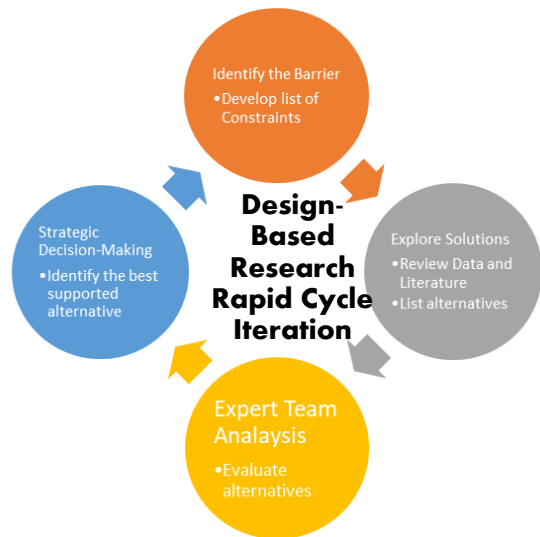 Identify the Barrier
•Develop list of
Constraints
Design-
Based
Research
Rapid Cycle
Iteration
Explore Solutions
•Review Data and
Literature
•List alternatives
Expert Team
Analaysis
•Evaluate
alternatives
Strategic
Decision-Making
•Identify the best
supported
alternative